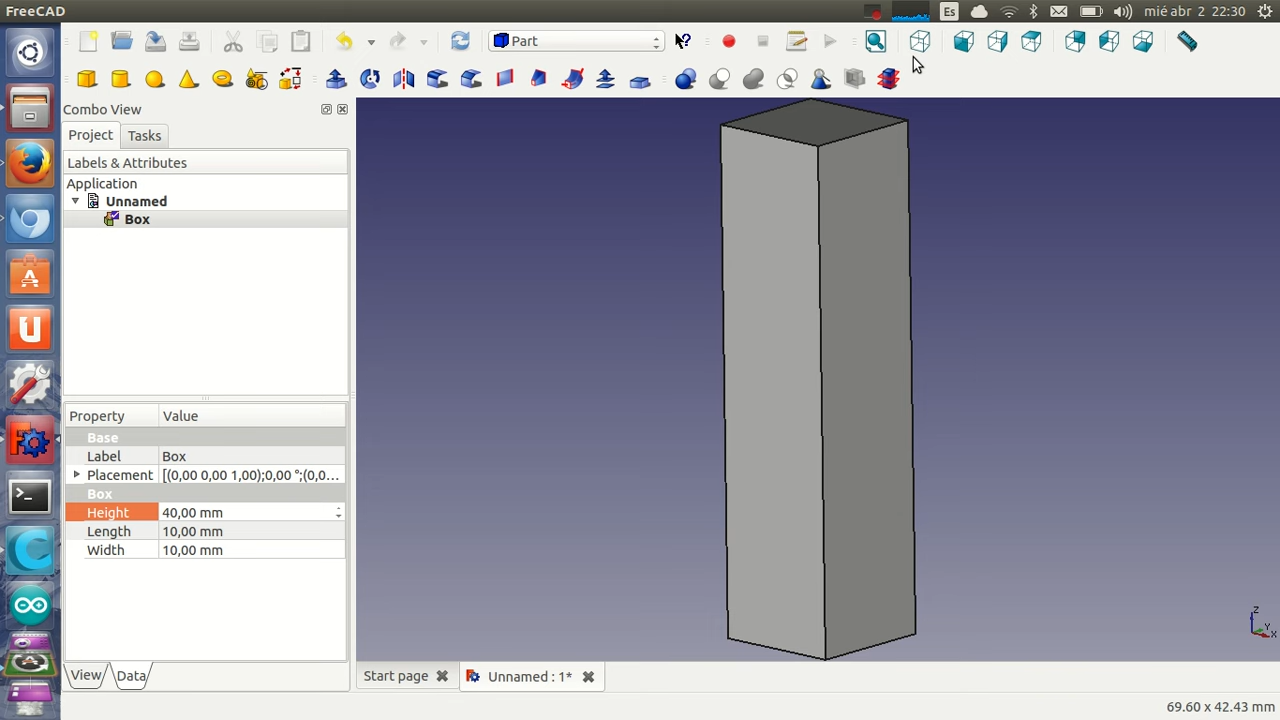 FreeCAD
Es
mié abr 2 22:30
Part
Combo View
Project
Tasks
Labels & Attributes
Application
Unnamed
Box
Property Value
Base
Label Box
Placement [(0,00 0,00 1,00);0,00 °;(0,0...
Box
Height 40,00 mm
Length 10,00 mm
Width 10,00 mm
View
Data
Start page
Unnamed : 1*
Z
Y
X
69.60 x 42.43 mm